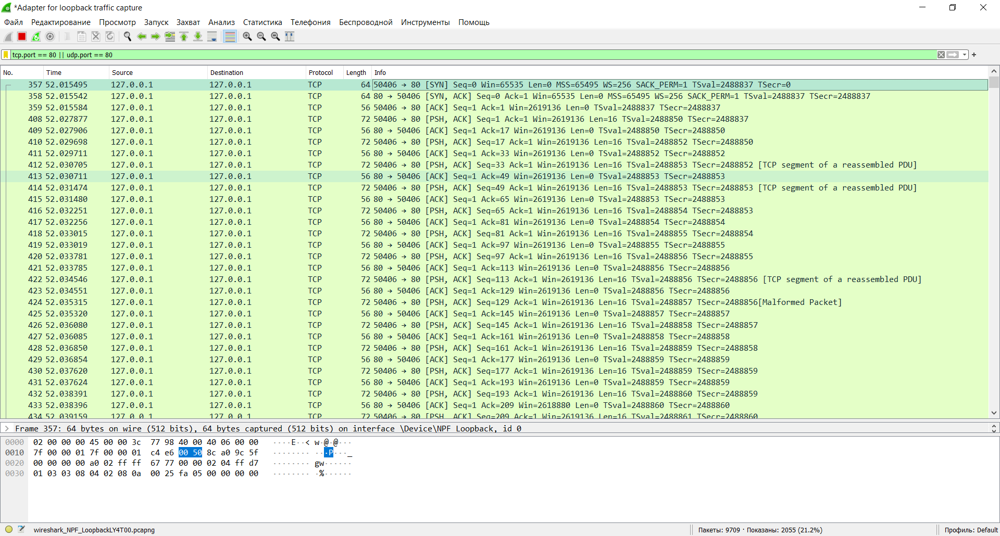 *Adapter for loopback traffic capture
Файл Редактирование Просмотр Запуск Захват Анализ Статистика Телефония Беспроводной Инструменты Помощь
tcp.port == 80 || udp.port == 80
No. Time Source Destination Protocol Length Info
357 52.015495 127.0.0.1 127.0.0.1 TCP 64 50406 → 80 [SYN] Seq=0 Win=65535 Len=0 MSS=65495 WS=256 SACK_PERM=1 TSval=2488837 TSecr=0
358 52.015542 127.0.0.1 127.0.0.1 TCP 64 80 → 50406 [SYN, ACK] Seq=0 Ack=1 Win=65535 Len=0 MSS=65495 WS=256 SACK_PERM=1 TSval=2488837 TSecr=2488837
359 52.015584 127.0.0.1 127.0.0.1 TCP 56 50406 → 80 [ACK] Seq=1 Ack=1 Win=2619136 Len=0 TSval=2488837 TSecr=2488837
408 52.027877 127.0.0.1 127.0.0.1 TCP 72 50406 → 80 [PSH, ACK] Seq=1 Ack=1 Win=2619136 Len=16 TSval=2488850 TSecr=2488837
409 52.027906 127.0.0.1 127.0.0.1 TCP 56 80 → 50406 [ACK] Seq=1 Ack=17 Win=2619136 Len=0 TSval=2488850 TSecr=2488850
410 52.029698 127.0.0.1 127.0.0.1 TCP 72 50406 → 80 [PSH, ACK] Seq=17 Ack=1 Win=2619136 Len=16 TSval=2488852 TSecr=2488850
411 52.029711 127.0.0.1 127.0.0.1 TCP 56 80 → 50406 [ACK] Seq=1 Ack=33 Win=2619136 Len=0 TSval=2488852 TSecr=2488852
412 52.030705 127.0.0.1 127.0.0.1 TCP 72 50406 → 80 [PSH, ACK] Seq=33 Ack=1 Win=2619136 Len=16 TSval=2488853 TSecr=2488852 [TCP segment of a reassembled PDU]
413 52.030711 127.0.0.1 127.0.0.1 TCP 56 80 → 50406 [ACK] Seq=1 Ack=49 Win=2619136 Len=0 TSval=2488853 TSecr=2488853
414 52.031474 127.0.0.1 127.0.0.1 TCP 72 50406 → 80 [PSH, ACK] Seq=49 Ack=1 Win=2619136 Len=16 TSval=2488853 TSecr=2488853 [TCP segment of a reassembled PDU]
415 52.031480 127.0.0.1 127.0.0.1 TCP 56 80 → 50406 [ACK] Seq=1 Ack=65 Win=2619136 Len=0 TSval=2488853 TSecr=2488853
416 52.032251 127.0.0.1 127.0.0.1 TCP 72 50406 → 80 [PSH, ACK] Seq=65 Ack=1 Win=2619136 Len=16 TSval=2488854 TSecr=2488853
417 52.032256 127.0.0.1 127.0.0.1 TCP 56 80 → 50406 [ACK] Seq=1 Ack=81 Win=2619136 Len=0 TSval=2488854 TSecr=2488854
418 52.033015 127.0.0.1 127.0.0.1 TCP 72 50406 → 80 [PSH, ACK] Seq=81 Ack=1 Win=2619136 Len=16 TSval=2488855 TSecr=2488854
419 52.033019 127.0.0.1 127.0.0.1 TCP 56 80 → 50406 [ACK] Seq=1 Ack=97 Win=2619136 Len=0 TSval=2488855 TSecr=2488855
420 52.033781 127.0.0.1 127.0.0.1 TCP 72 50406 → 80 [PSH, ACK] Seq=97 Ack=1 Win=2619136 Len=16 TSval=2488856 TSecr=2488855
421 52.033785 127.0.0.1 127.0.0.1 TCP 56 80 → 50406 [ACK] Seq=1 Ack=113 Win=2619136 Len=0 TSval=2488856 TSecr=2488856
422 52.034546 127.0.0.1 127.0.0.1 TCP 72 50406 → 80 [PSH, ACK] Seq=113 Ack=1 Win=2619136 Len=16 TSval=2488856 TSecr=2488856 [TCP segment of a reassembled PDU]
423 52.034551 127.0.0.1 127.0.0.1 TCP 56 80 → 50406 [ACK] Seq=1 Ack=129 Win=2619136 Len=0 TSval=2488856 TSecr=2488856
424 52.035315 127.0.0.1 127.0.0.1 TCP 72 50406 → 80 [PSH, ACK] Seq=129 Ack=1 Win=2619136 Len=16 TSval=2488857 TSecr=2488856[Malformed Packet]
425 52.035320 127.0.0.1 127.0.0.1 TCP 56 80 → 50406 [ACK] Seq=1 Ack=145 Win=2619136 Len=0 TSval=2488857 TSecr=2488857
426 52.036080 127.0.0.1 127.0.0.1 TCP 72 50406 → 80 [PSH, ACK] Seq=145 Ack=1 Win=2619136 Len=16 TSval=2488858 TSecr=2488857
427 52.036085 127.0.0.1 127.0.0.1 TCP 56 80 → 50406 [ACK] Seq=1 Ack=161 Win=2619136 Len=0 TSval=2488858 TSecr=2488858
428 52.036850 127.0.0.1 127.0.0.1 TCP 72 50406 → 80 [PSH, ACK] Seq=161 Ack=1 Win=2619136 Len=16 TSval=2488859 TSecr=2488858
429 52.036854 127.0.0.1 127.0.0.1 TCP 56 80 → 50406 [ACK] Seq=1 Ack=177 Win=2619136 Len=0 TSval=2488859 TSecr=2488859
430 52.037620 127.0.0.1 127.0.0.1 TCP 72 50406 → 80 [PSH, ACK] Seq=177 Ack=1 Win=2619136 Len=16 TSval=2488859 TSecr=2488859
431 52.037624 127.0.0.1 127.0.0.1 TCP 56 80 → 50406 [ACK] Seq=1 Ack=193 Win=2619136 Len=0 TSval=2488859 TSecr=2488859
432 52.038391 127.0.0.1 127.0.0.1 TCP 72 50406 → 80 [PSH, ACK] Seq=193 Ack=1 Win=2619136 Len=16 TSval=2488860 TSecr=2488859
433 52.038396 127.0.0.1 127.0.0.1 TCP 56 80 → 50406 [ACK] Seq=1 Ack=209 Win=2618880 Len=0 TSval=2488860 TSecr=2488860
434 52.039159 127.0.0.1 127.0.0.1 TCP 72 50406 → 80 [PSH, ACK] Seq=209 Ack=1 Win=2619136 Len=16 TSval=2488861 TSecr=2488860
Frame 357: 64 bytes on wire (512 bits), 64 bytes captured (512 bits) on interface \Device\NPF_Loopback, id 0
0000 02 00 00 00 45 00 00 3c 77 98 40 00 40 06 00 00 ····E··< w·@·@···
0010 7f 00 00 01 7f 00 00 01 c4 e6 00 50 8c a0 9c 5f ········ ···P···_
0020 00 00 00 00 a0 02 ff ff 67 77 00 00 02 04 ff d7 ········ gw······
0030 01 03 03 08 04 02 08 0a 00 25 fa 05 00 00 00 00 ········ ·%······
wireshark_NPF_LoopbackLY4T00.pcapng
Пакеты: 9709 · Показаны: 2055 (21.2%)
Профиль: Default